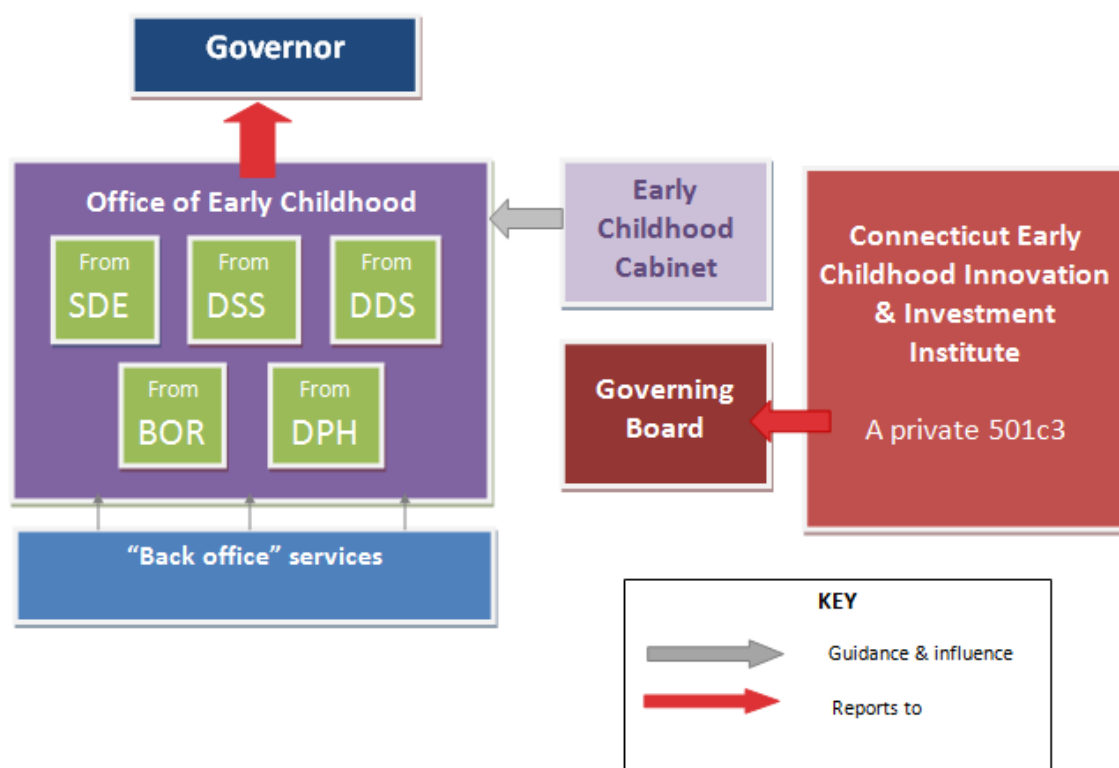 Governor
Office of Early Childhood
From
SDE
From
DSS
From
DDS
From
BOR
From
DPH
“Back office” services
Early
Childhood
Cabinet
Governing
Board
Connecticut Early
Childhood Innovation
& Investment
Institute
A private 501c3
KEY
Guidance & influence
Reports to